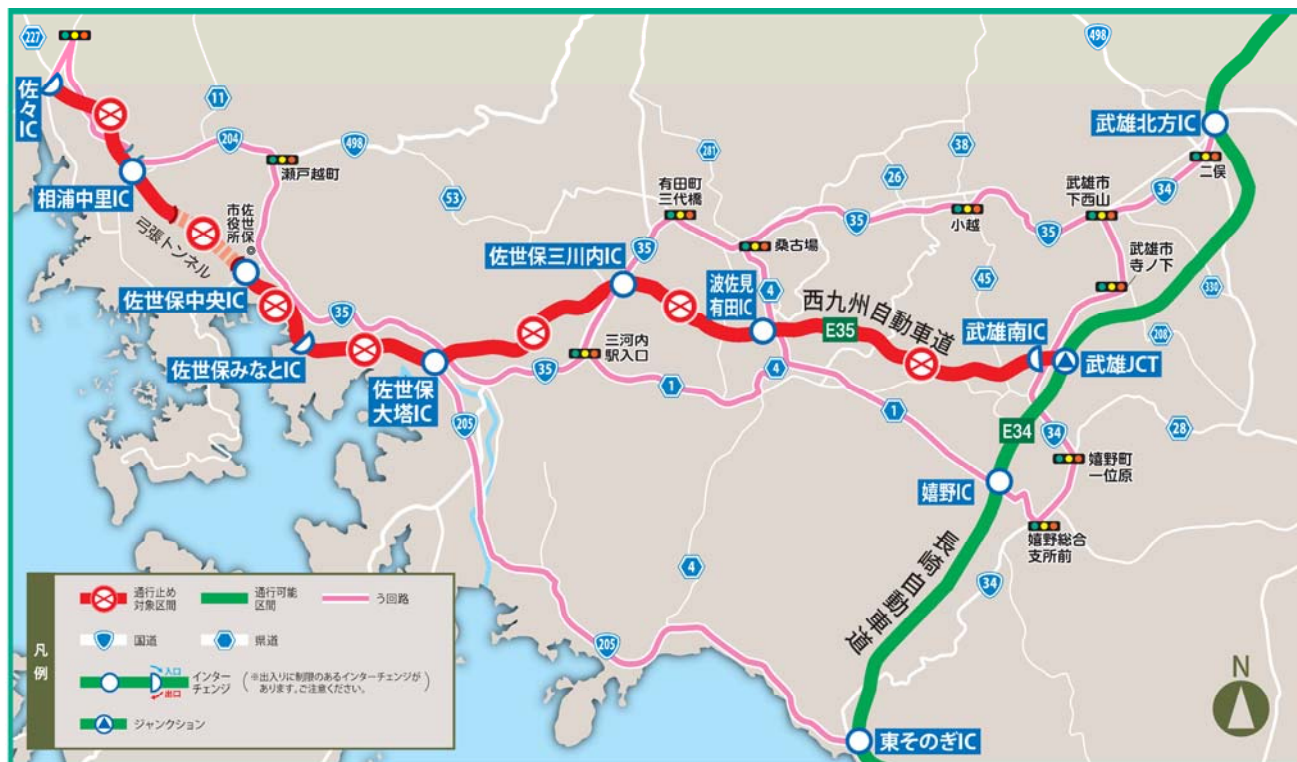 227
佐々
IC
11
204
498
瀬戸越町
相浦中里IC
53
佐世保
市役所
弓張トンネル
佐世保中央IC
35
佐世保みなとIC
佐世保
大塔IC
205
281
有田町
三代橋
35
佐世保三川内IC
桑古場
4
波佐見
有田IC
三河内
駅入口
35
1
4
1
26
38
35
小越
45
35
西九州自動車道
E35
武雄南IC
武雄JCT
498
武雄北方IC
二俣
34
武雄市
下西山
武雄市
寺ノ下
330
208
E34
34
28
嬉野町
一位原
嬉野IC
嬉野総合
支所前
34
長崎自動車道
4
205
東そのぎIC
N
凡例
通行止め
対象区間
通行可能
区間
う回路
国道
県道
入口
出口
インター
チェンジ
(※出入りに制限のあるインターチェンジが
あります。ご注意ください。)
ジャンクション